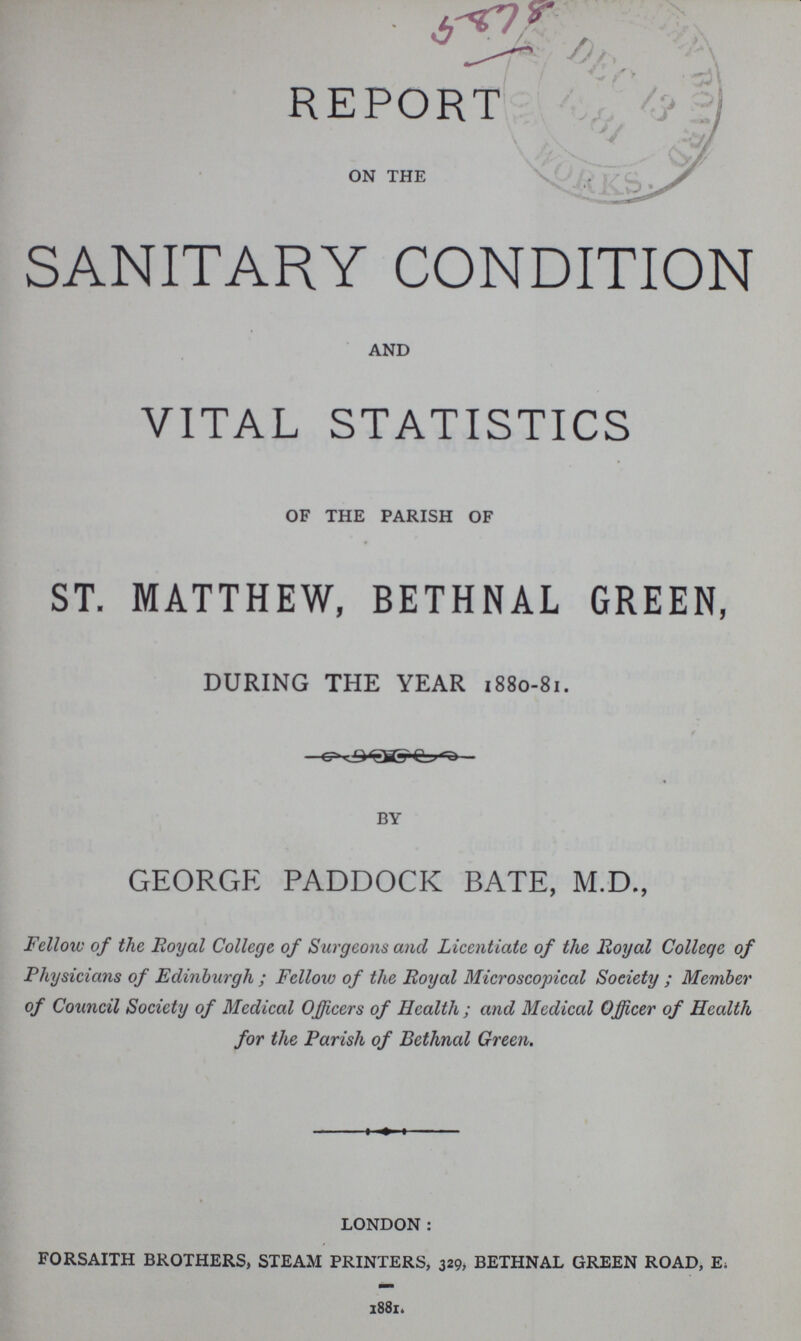 5878
REPORT
ON THE
SANITARY CONDITION
AND
VITAL STATISTICS
OF THE PARISH OF
ST. MATTHEW, BETHNAL GREEN,
DURING THE YEAR 1880-81.
BY
GEORGE PADDOCK BATE, M.D.,
Fellow of the Royal College of Surgeons and Licentiate of the Royal College of
Physicians of Edinburgh ; Fellow of the Royal Microscopical Society ; Member
of Council Society of Medical Officers of Health ; and Medical Officer of Health
for the Parish of Bethnal Green.
LONDON :
FORSAITH BROTHERS, STEAM PRINTERS, 329, BETHNAL GREEN ROAD, E.
1881.
WORKS.